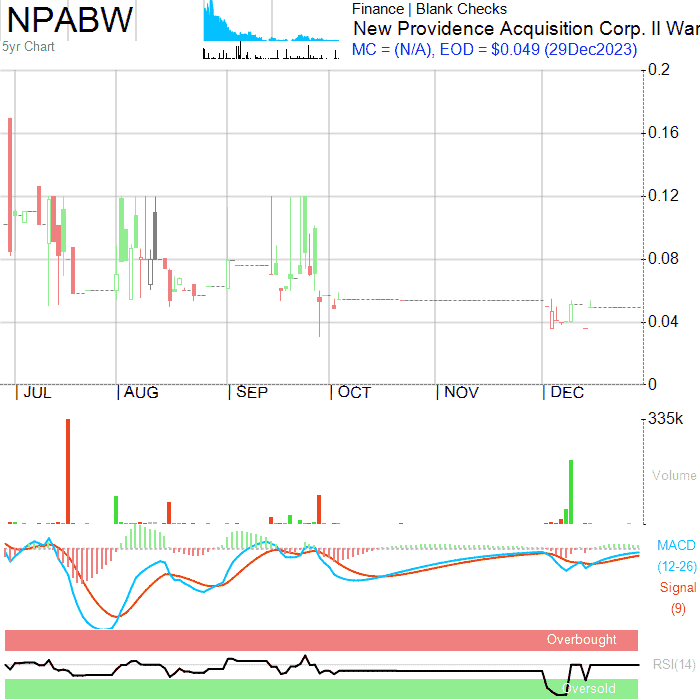 NPABW
5yr Chart
Finance | Blank Checks
New Providence Acquisition Corp. II War
MC = (N/A), EOD = $0.049 (29Dec2023)
0.2
0.16
0.12
0.08
0.04
0
JUL
AUG
SEP
OCT
NOV
DEC
335k
Volume
MACD
(12-26)
Signal
(9)
Overbought
RSI(14)
Oversold